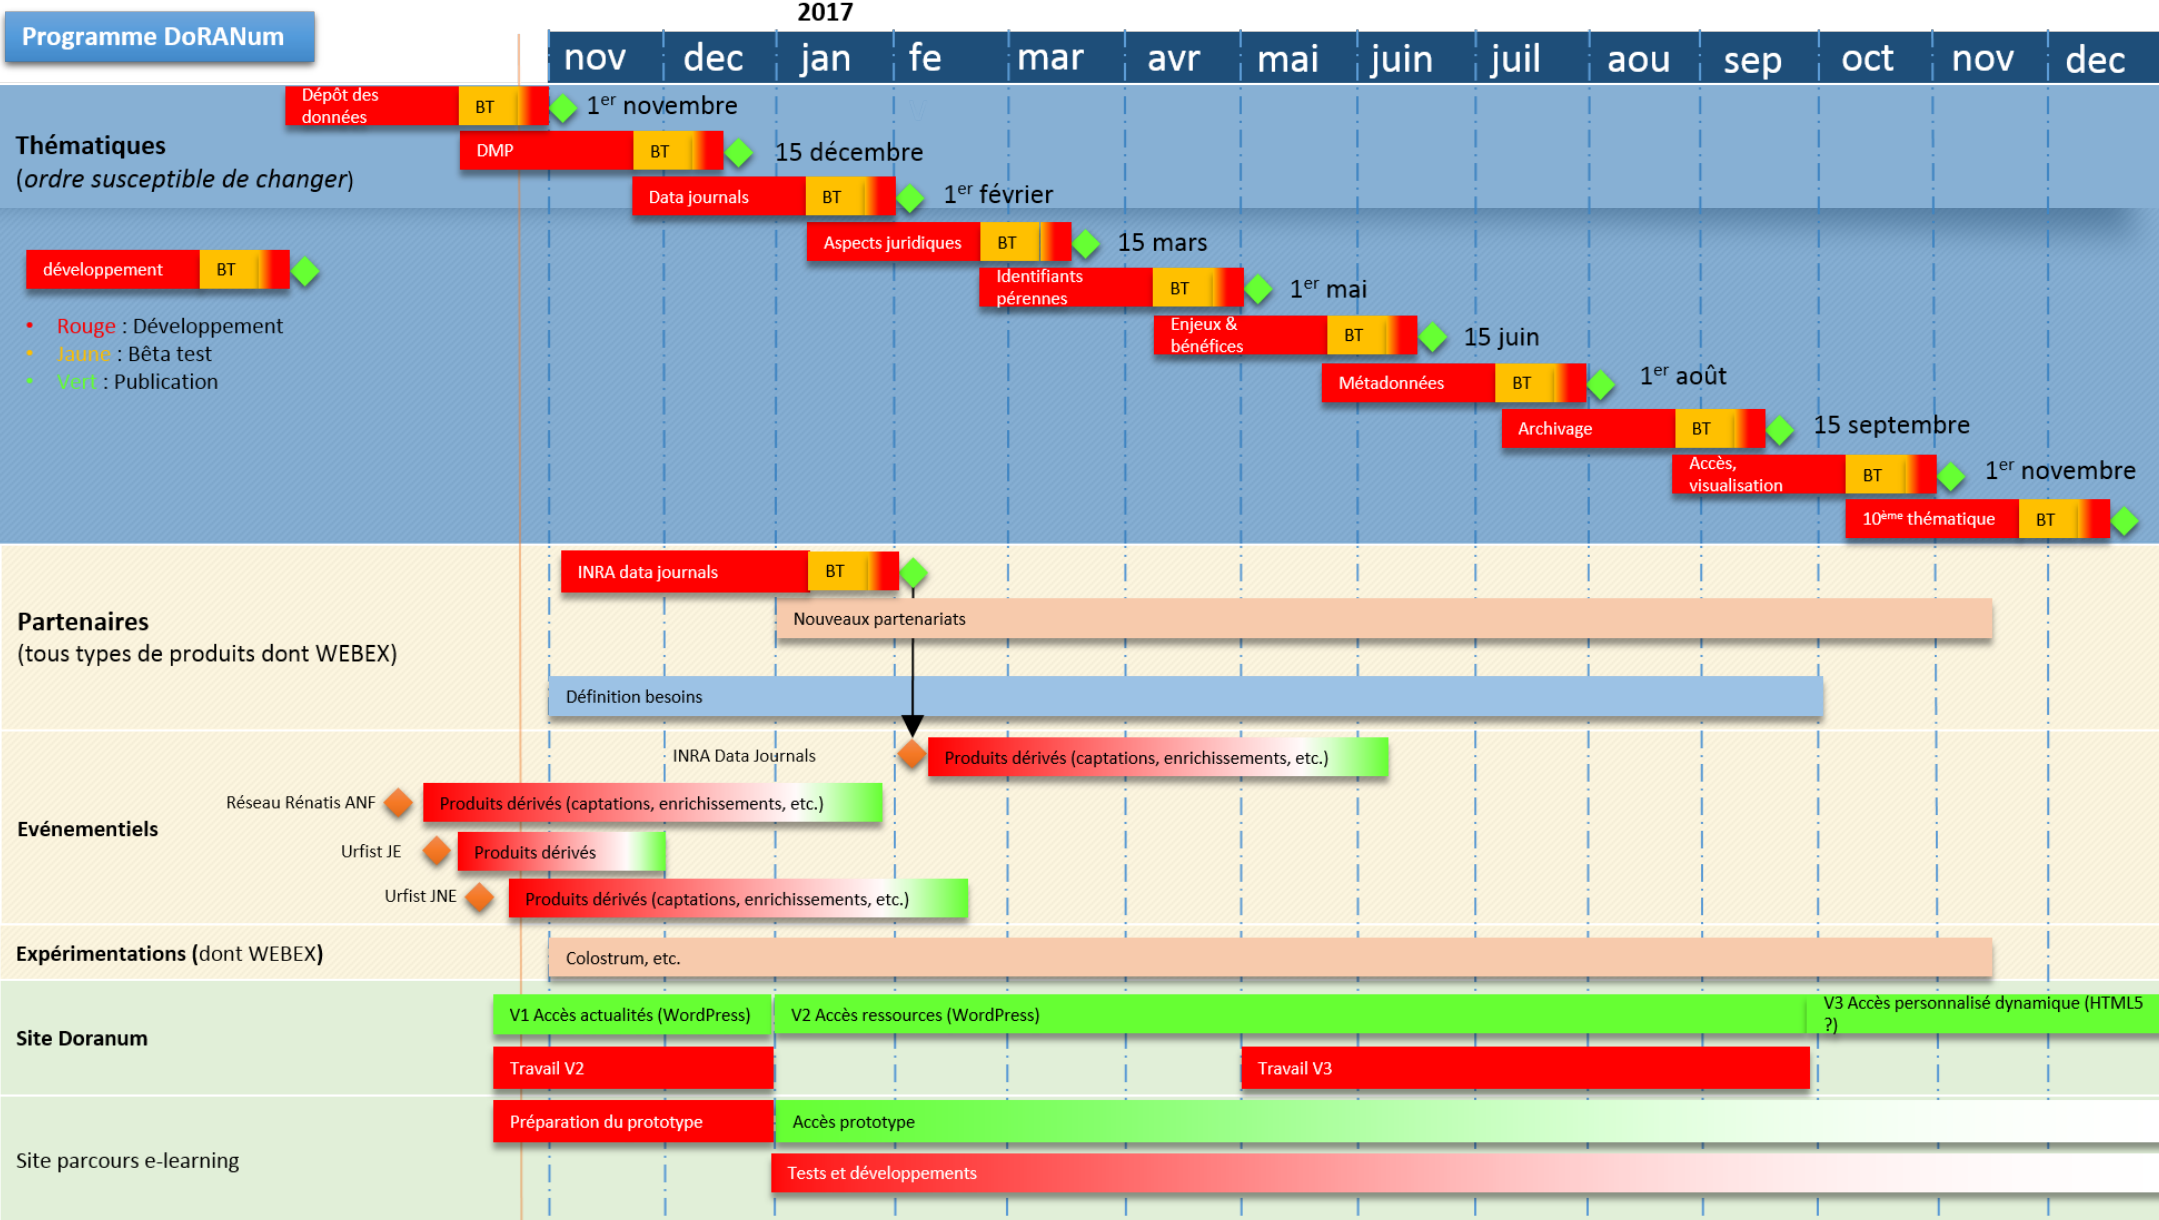 2017
Programme DoRANum
nov dec jan fe mar avr mai juin juil aou sep oct nov dec
v
Dépôt des
données
BT
1er novembre
Thématiques
(ordre susceptible de changer)
DMP
BT
15 décembre
Data journals
BT
1er février
Aspects juridiques
BT
15 mars
développement
BT
Identifiants
pérennes
BT
1er mai
Rouge : Développement
Jaune : Bêta test
Vert : Publication
Enjeux &
bénéfices
BT
15 juin
Métadonnées
BT
1er août
Archivage
BT
15 septembre
Accès,
visualisation
BT
1er novembre
10ème thématique
BT
INRA data journals
BT
Partenaires
(tous types de produits dont WEBEX)
Nouveaux partenariats
Définition besoins
INRA Data Journals
Produits dérivés (captations, enrichissements, etc.)
Evénementiels
Réseau Rénatis ANF
Produits dérivés (captations, enrichissements, etc.)
Urfist JE
Produits dérivés
Urfist JNE
Produits dérivés (captations, enrichissements, etc.)
Expérimentations (dont WEBEX)
Colostrum, etc.
Site Doranum
V1 Accès actualités (WordPress)
V2 Accès ressources (WordPress)
V3 Accès personnalisé dynamique (HTML5
?)
Travail V2
Travail V3
Site parcours e-learning
Préparation du prototype
Accès prototype
Tests et développements